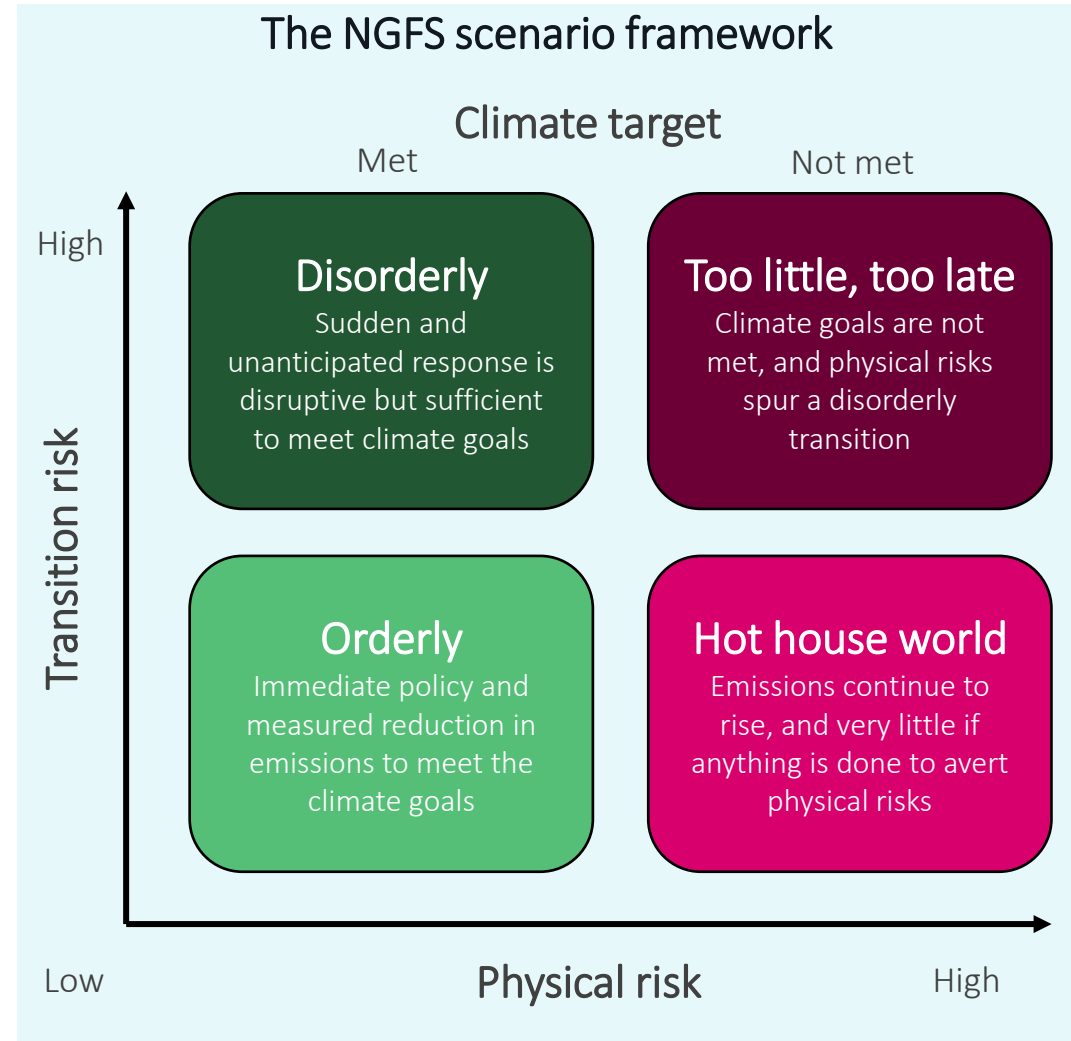 The NGFS scenario framework
Climate target
Met
Not met
High
Disorderly
Sudden and
unanticipated response is
disruptive but sufficient
to meet climate goals
Too little, too late
Climate goals are not
met, and physical risks
spur a disorderly
transition
Transition risk
Orderly
Immediate policy and
measured reduction in
emissions to meet the
climate goals
Hot house world
Emissions continue to
rise, and very little if
anything is done to avert
physical risks
Low
Physical risk
High